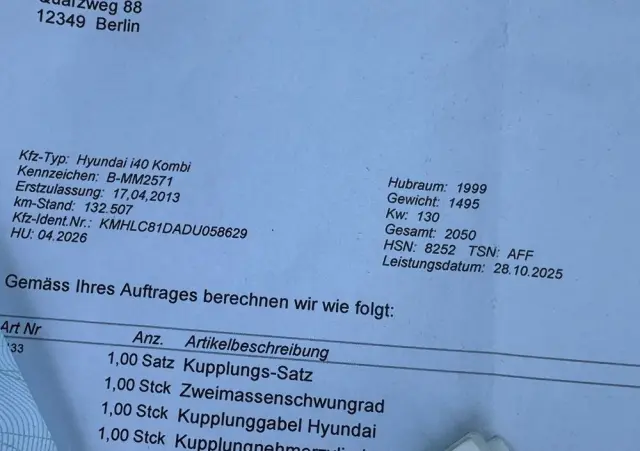 Quarzweg 88
12349 Berlin
Kfz-Typ: Hyundai i40 Kombi
Kennzeichen: B-MM2571
Erstzulassung: 17,04,2013
km-Stand: 132.507
Kfz-Ident.Nr.: KMHLC81DADU058629
HU: 04.2026
Hubraum: 1999
Gewicht: 1495
Kw: 130
Gesamt: 2050
HSN: 8252 TSN: AFF
Leistungsdatum: 28.10.2025
Gemäss Ihres Auftrages berechnen wir wie folgt:
Art Nr Anz. Artikelbeschreibung
1,00 Satz Kupplungs-Satz
1,00 Stck Zweimassenschwungrad
1,00 Stck Kupplunggabel Hyundai
1,00 Stck